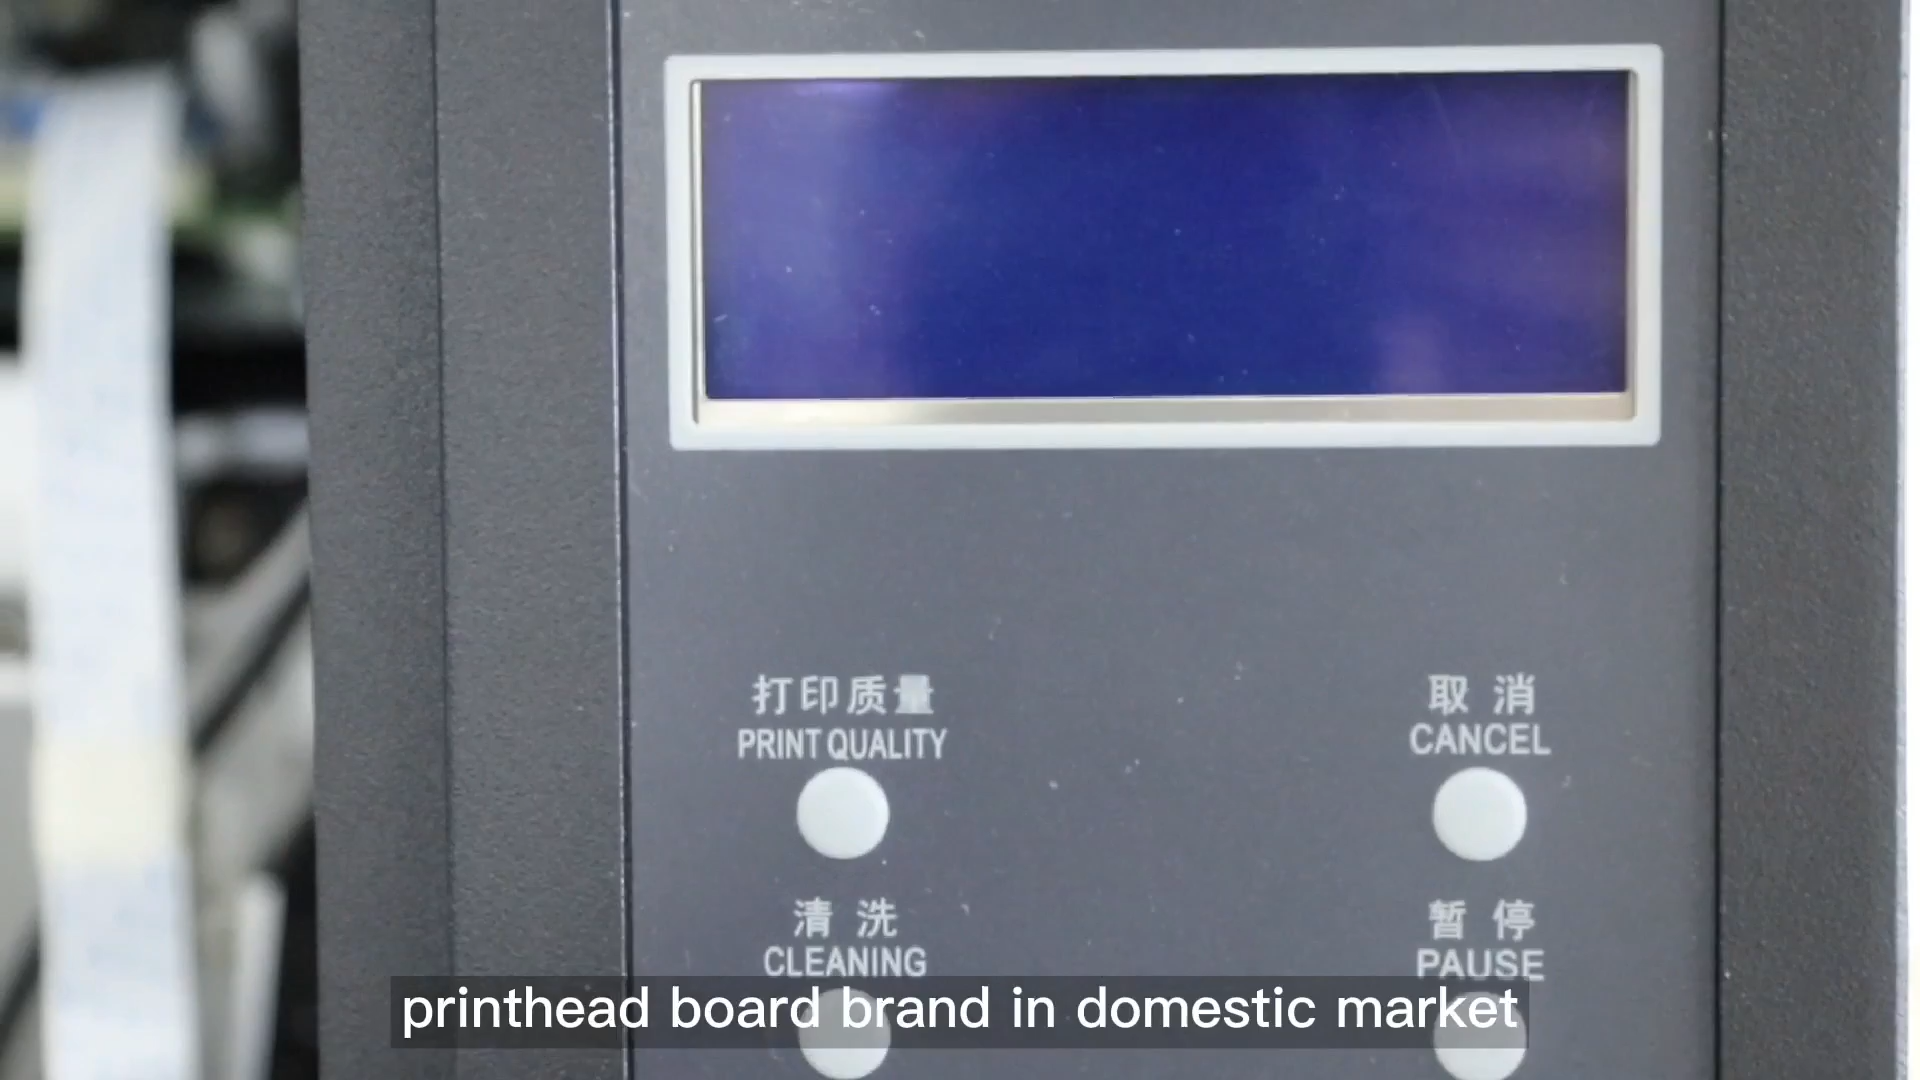 打印质量
PRINT QUALITY
取消
CANCEL
清洗
CLEANING
暂停
PAUSE
printhead board brand in domestic market